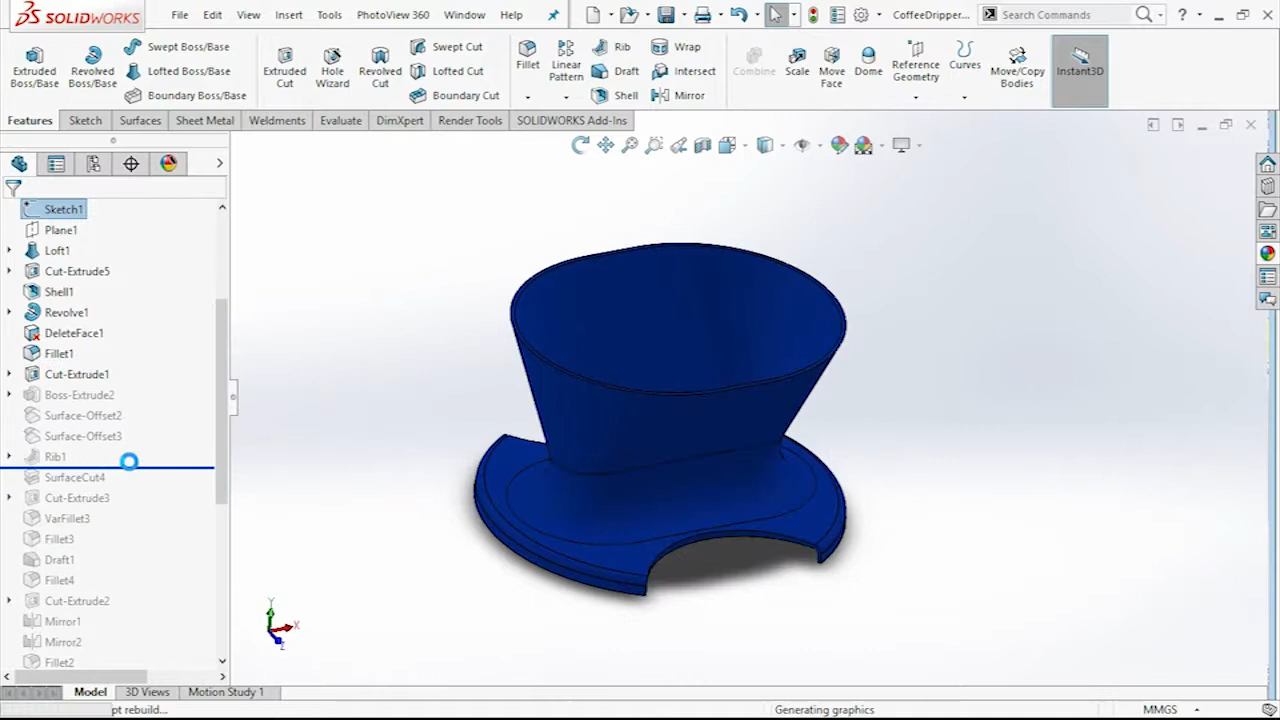 SOLIDWORKS File Edit View Insert Tools PhotoView 360 Window Help CoffeeDripper... Search Commands ?
Extruded Boss/Base
Revolved Boss/Base
Swept Boss/Base
Lofted Boss/Base
Boundary Boss/Base
Extruded Cut
Hole Wizard
Revolved Cut
Swept Cut
Lofted Cut
Boundary Cut
Fillet
Linear Pattern
Rib
Draft
Shell
Wrap
Intersect
Mirror
Combine
Scale
Move Face
Dome
Reference Geometry
Curves
Move/Copy Bodies
Instant3D
Features Sketch Surfaces Sheet Metal Weldments Evaluate DimXpert Render Tools SOLIDWORKS Add-Ins
Sketch1
Plane1
Loft1
Cut-Extrude5
Shell1
Revolve1
DeleteFace1
Fillet1
Cut-Extrude1
Boss-Extrude2
Surface-Offset2
Surface-Offset3
Rib1
SurfaceCut4
Cut-Extrude3
VarFillet3
Fillet3
Draft1
Fillet4
Cut-Extrude2
Mirror1
Mirror2
Fillet2
Y
X
Z
Model 3D Views Motion Study 1
pt rebuild... Generating graphics MMGS